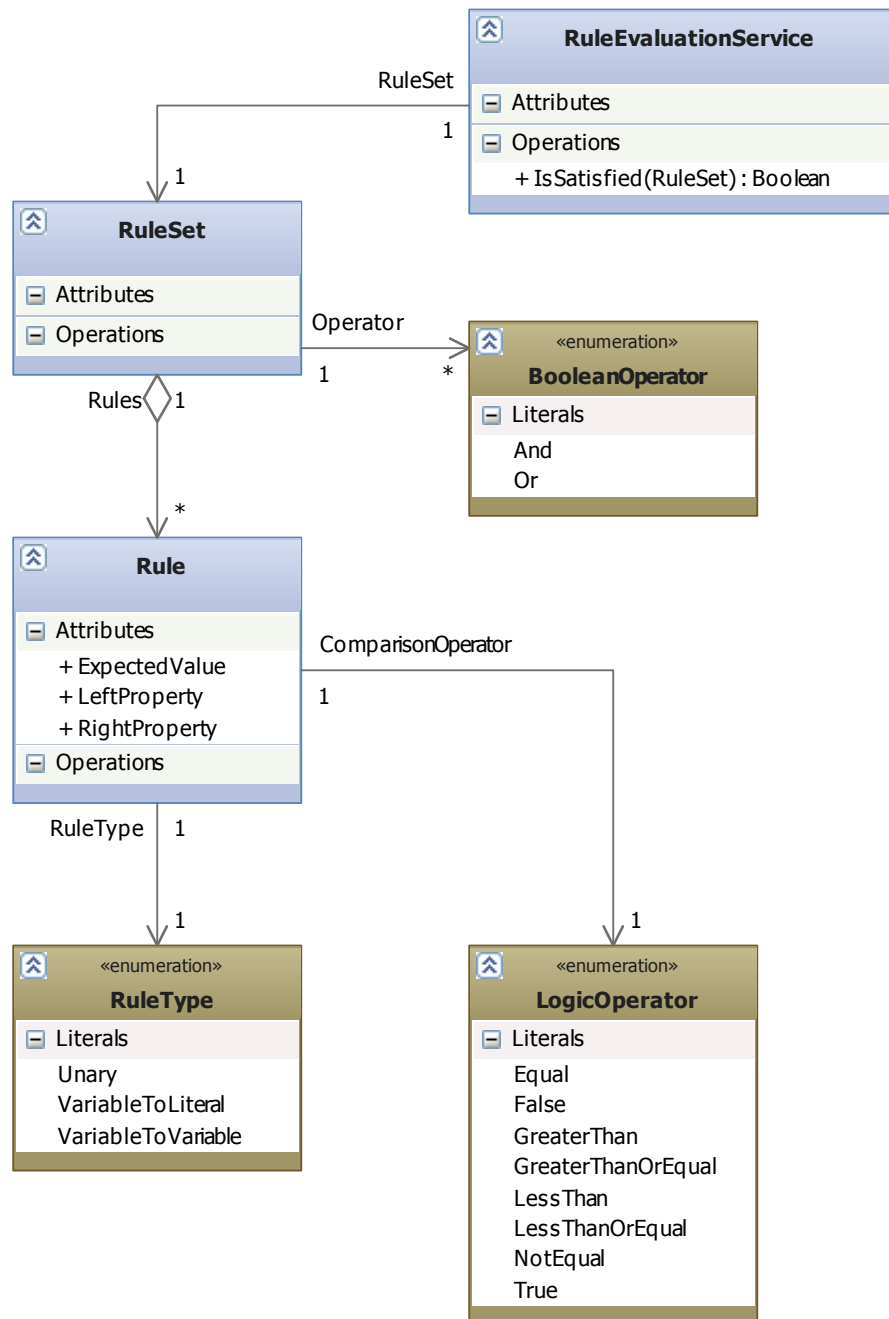 RuleEvaluationService
Attributes
Operations
+ IsSatisfied(RuleSet) : Boolean
RuleSet
1
1
RuleSet
Attributes
Operations
Operator
1
*
«enumeration»
BooleanOperator
Literals
And
Or
Rules
1
*
Rule
Attributes
+ ExpectedValue
+ LeftProperty
+ RightProperty
Operations
ComparisonOperator
1
1
RuleType
1
1
«enumeration»
RuleType
Literals
Unary
VariableToLiteral
VariableToVariable
«enumeration»
LogicOperator
Literals
Equal
False
GreaterThan
GreaterThanOrEqual
LessThan
LessThanOrEqual
NotEqual
True